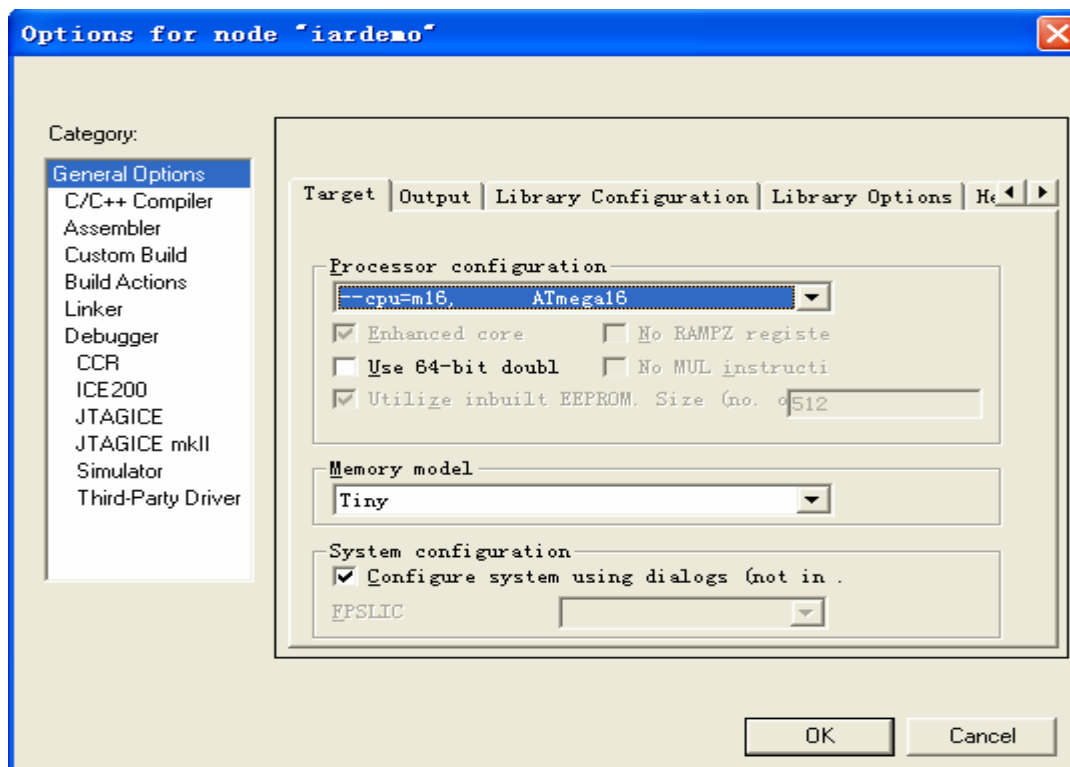 Options for node "iardemo"
Category:
General Options
C/C++ Compiler
Assembler
Custom Build
Build Actions
Linker
Debugger
CCR
ICE200
JTAGICE
JTAGICE mkII
Simulator
Third-Party Driver
Target Output Library Configuration Library Options He
Processor configuration
--cpu=m16, ATmega16
Enhanced core No RAMPZ registe
Use 64-bit doubl No MUL instructi
Utilize inbuilt EEPROM. Size (no. o 512
Memory model
Tiny
System configuration
Configure system using dialogs (not in .
FPSLIC
OK Cancel